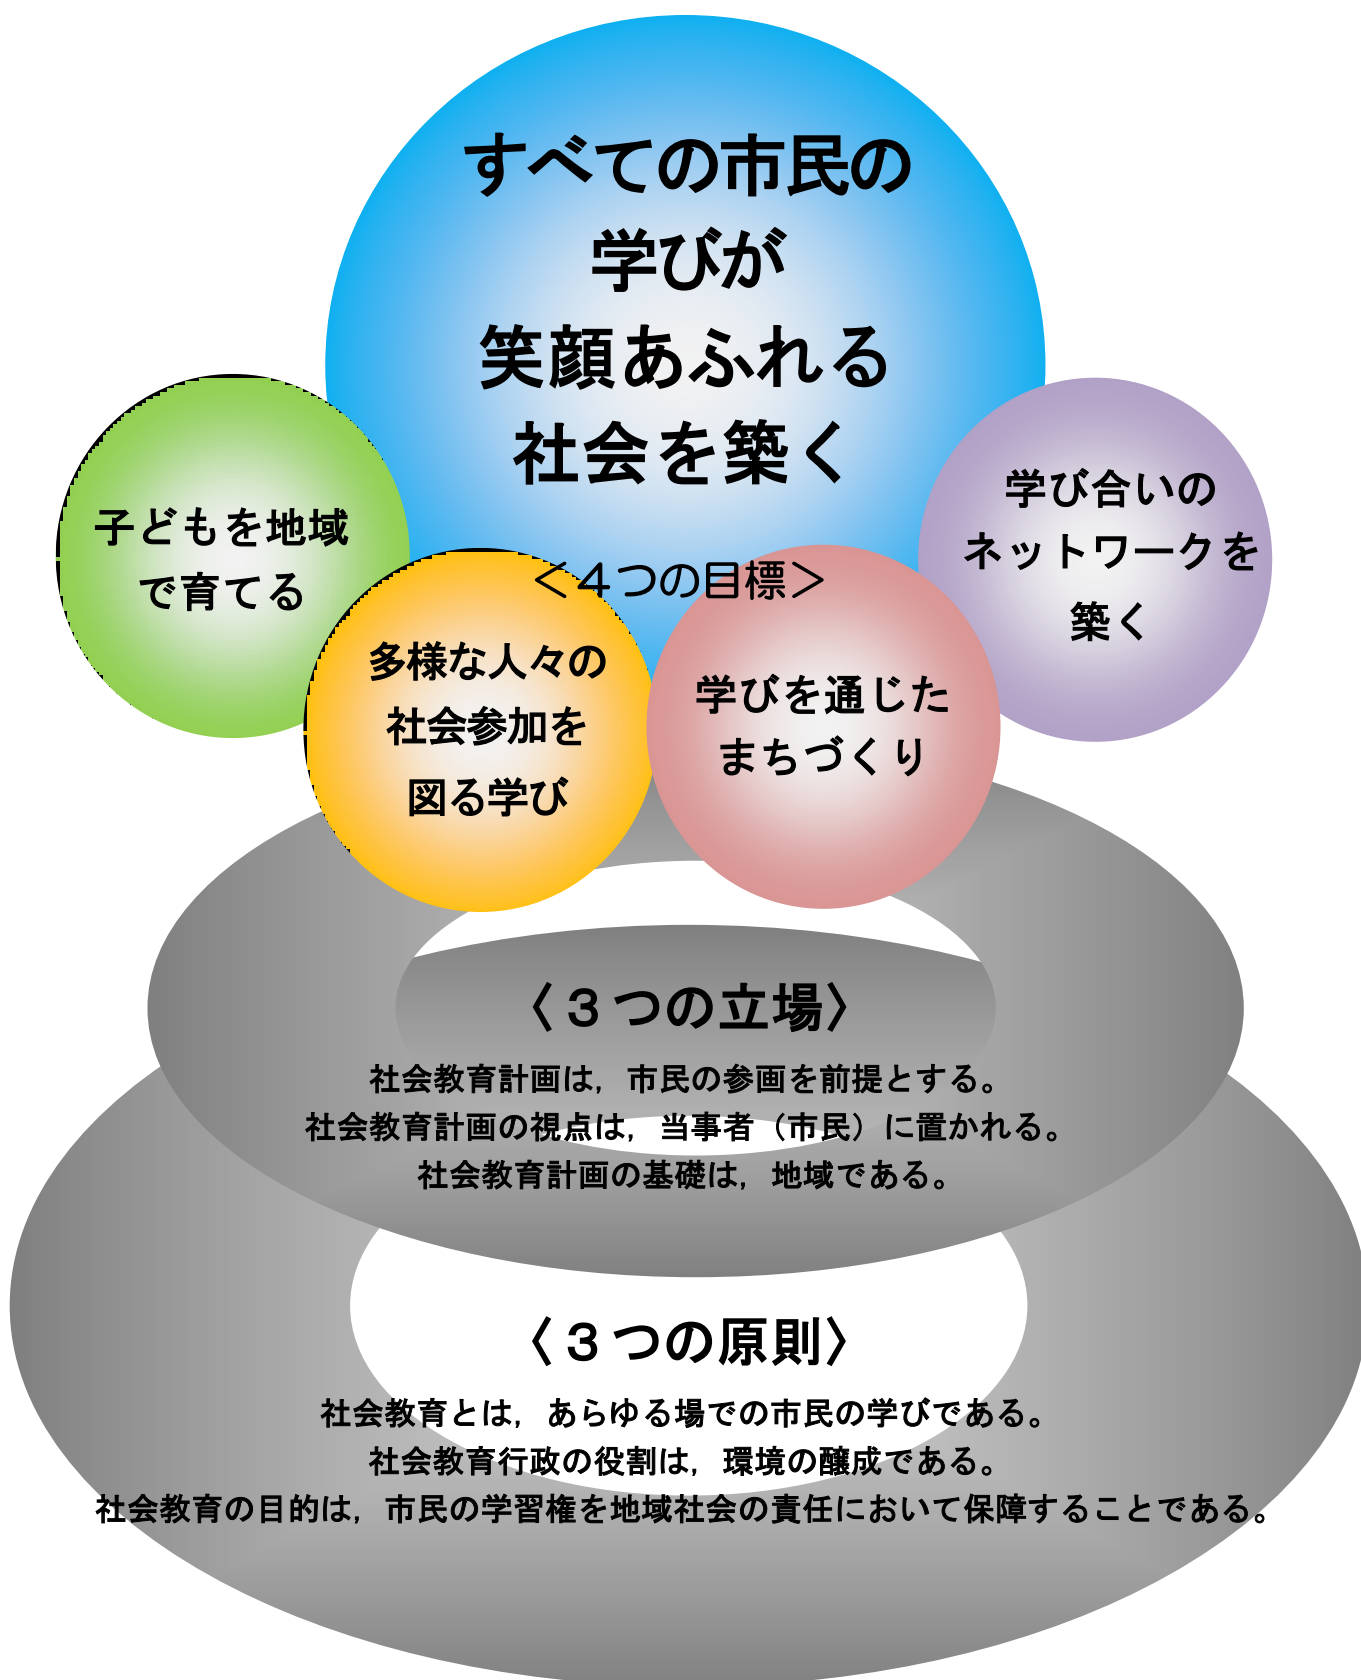 すべての市民の
学びが
笑顔あふれる
社会を築く
＜４つの目標＞
子どもを地域
で育てる
多様な人々の
社会参加を
図る学び
学びを通じた
まちづくり
学び合いの
ネットワークを
築く
〈３つの立場〉
社会教育計画は，市民の参画を前提とする。
社会教育計画の視点は，当事者（市民）に置かれる。
社会教育計画の基礎は，地域である。
〈３つの原則〉
社会教育とは，あらゆる場での市民の学びである。
社会教育行政の役割は，環境の醸成である。
社会教育の目的は，市民の学習権を地域社会の責任において保障することである。